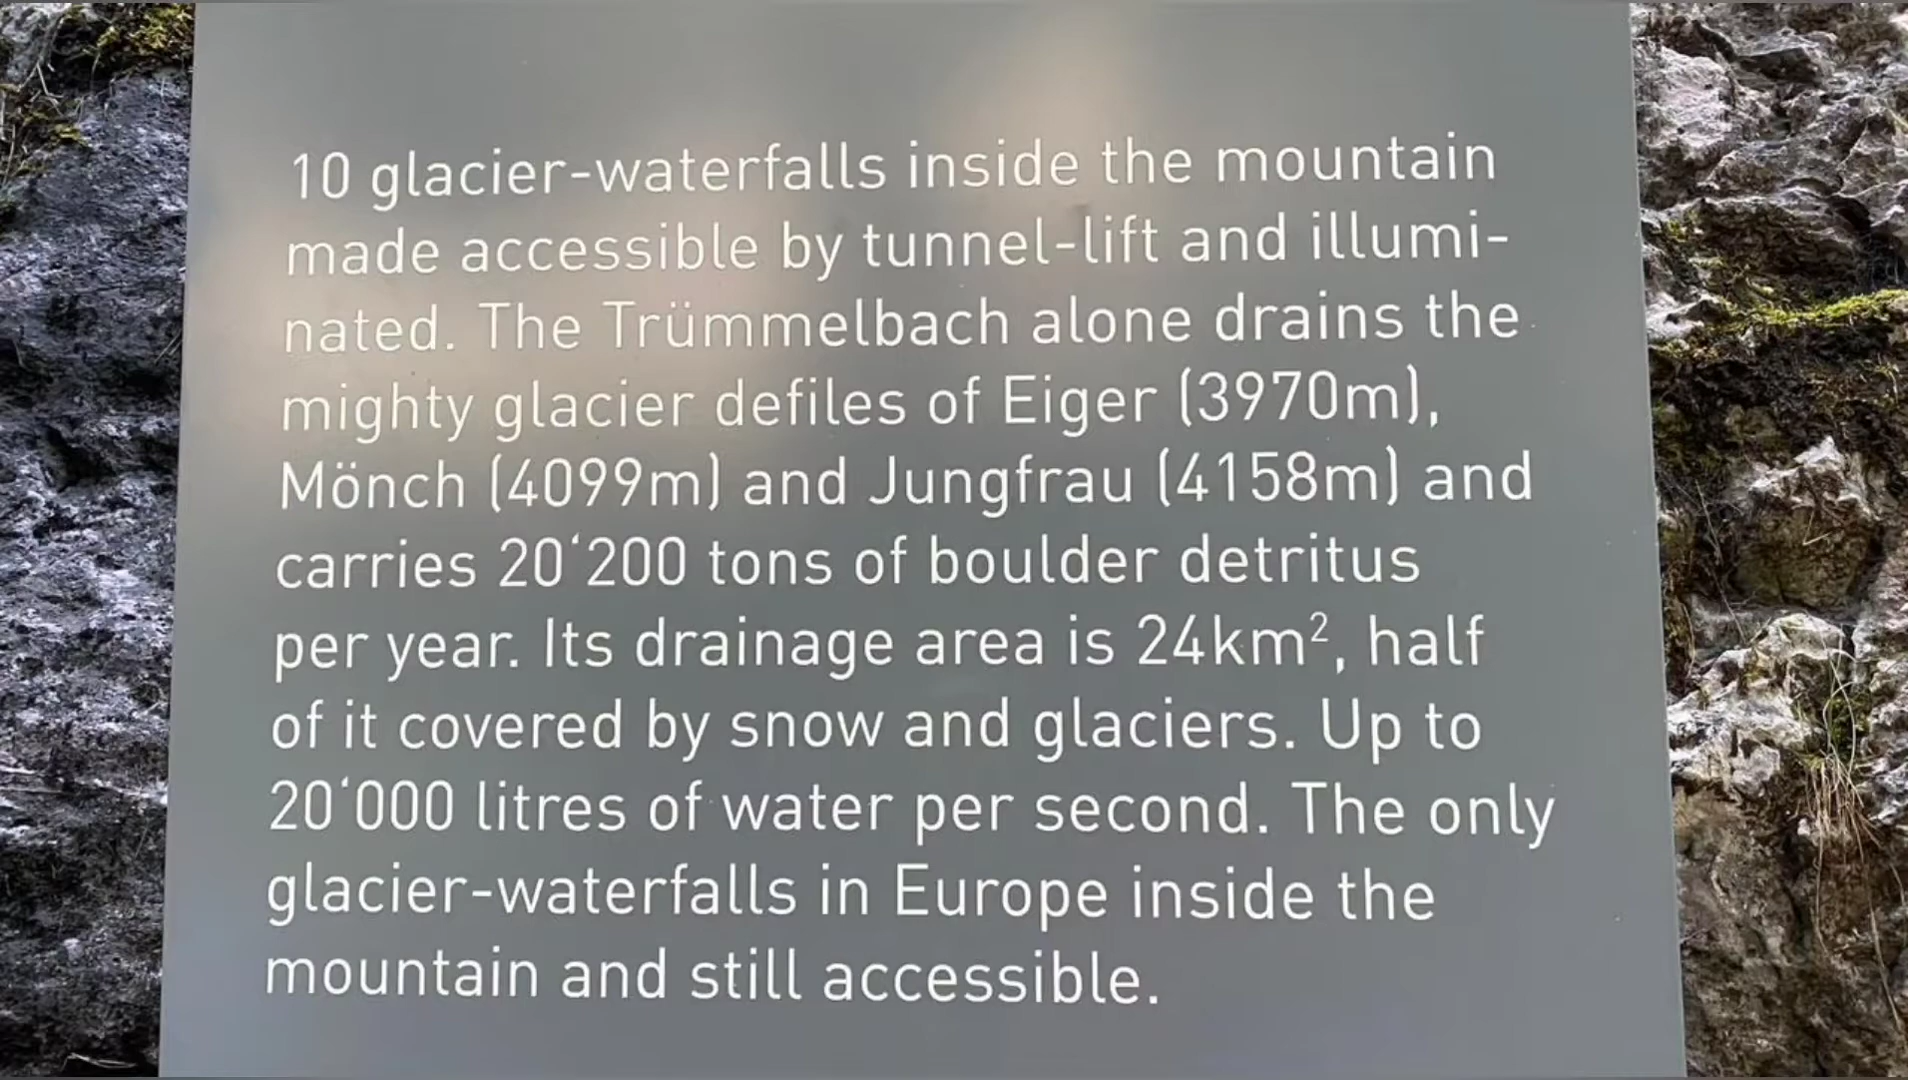 10 glacier-waterfalls inside the mountain
made accessible by tunnel-lift and illumi-
nated. The Trümmelbach alone drains the
mighty glacier defiles of Eiger (3970m),
Mönch (4099m) and Jungfrau (4158m) and
carries 20‘200 tons of boulder detritus
per year. Its drainage area is 24km², half
of it covered by snow and glaciers. Up to
20‘000 litres of water per second. The only
glacier-waterfalls in Europe inside the
mountain and still accessible.